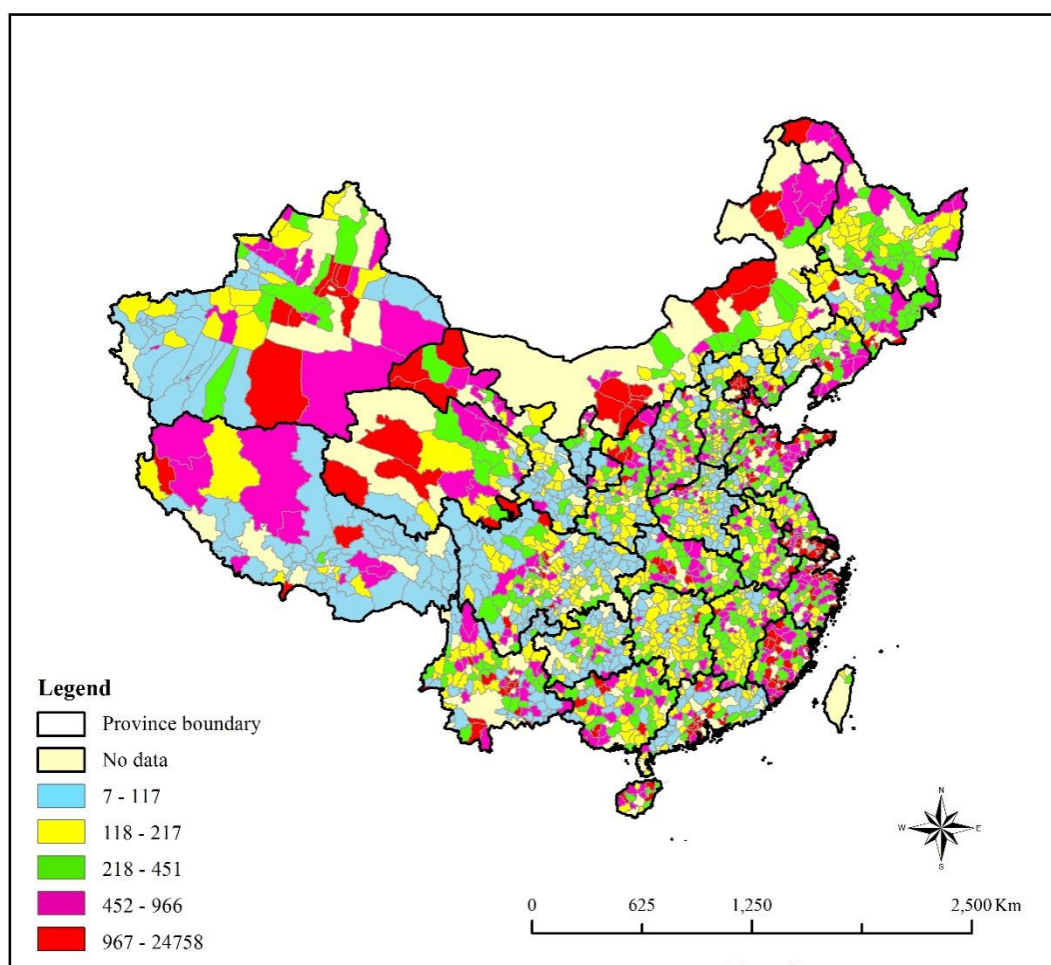 N
W E
S
Legend
Province boundary
No data
7 - 117
118 - 217
218 - 451
452 - 966
967 - 24758
0 625 1,250 2,500 Km